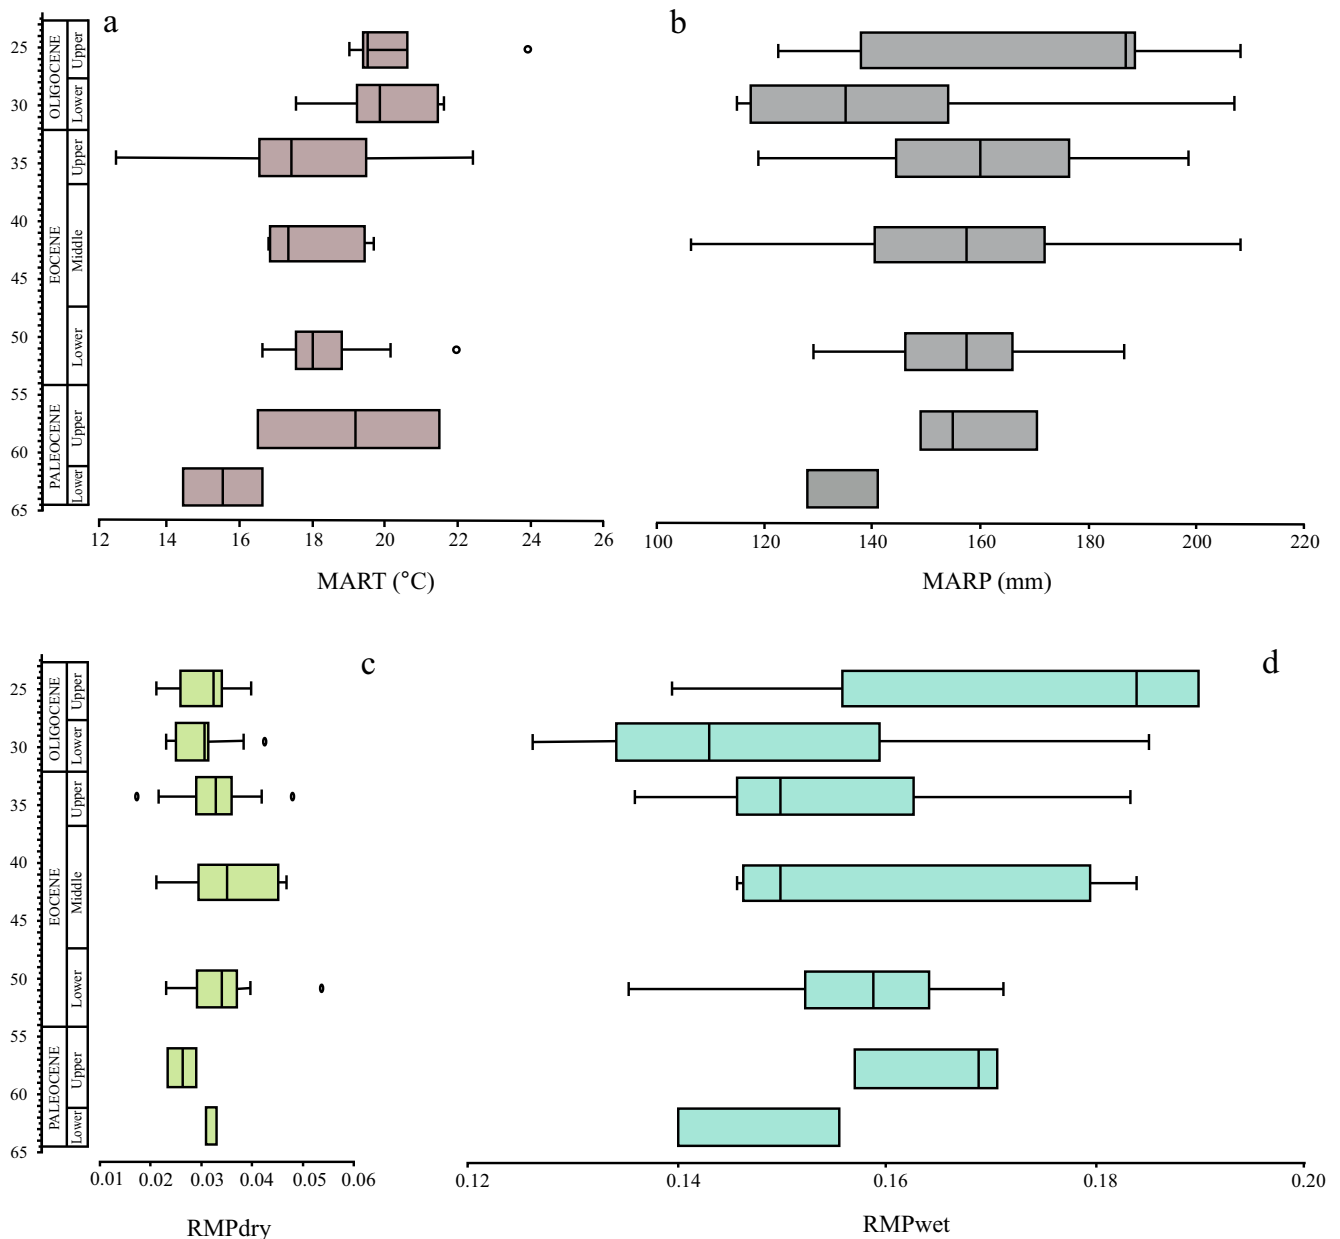 a
25
30
35
40
45
50
55
60
65
OLIGOCENE
EOCENE
PALEOCENE
Upper
Lower
Upper
Middle
Lower
Upper
Lower
12 14 16 18 20 22 24 26
MART (°C)
b
100 120 140 160 180 200 220
MARP (mm)
c
25
30
35
40
45
50
55
60
65
OLIGOCENE
EOCENE
PALEOCENE
Upper
Lower
Upper
Middle
Lower
Upper
Lower
0.01 0.02 0.03 0.04 0.05 0.06
RMPdry
d
0.12 0.14 0.16 0.18 0.20
RMPwet